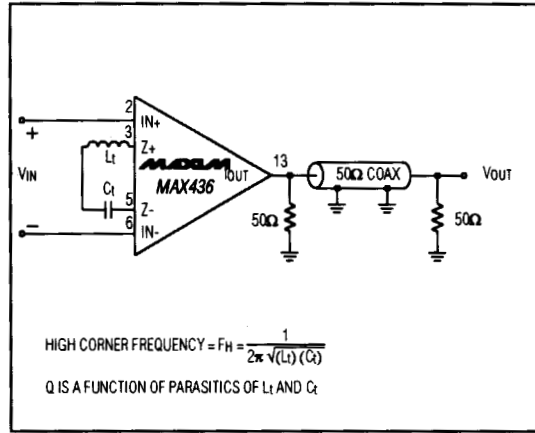 2
IN+
+
3
Z+
Lt
MAXIM
IOUT
13
50Ω COAX
VOUT
VIN
MAX436
Ct
5
Z-
50Ω
50Ω
6
−
IN-
HIGH CORNER FREQUENCY = FH = 1 / 2π √(Lt) (Ct)
Q IS A FUNCTION OF PARASITICS OF Lt AND Ct